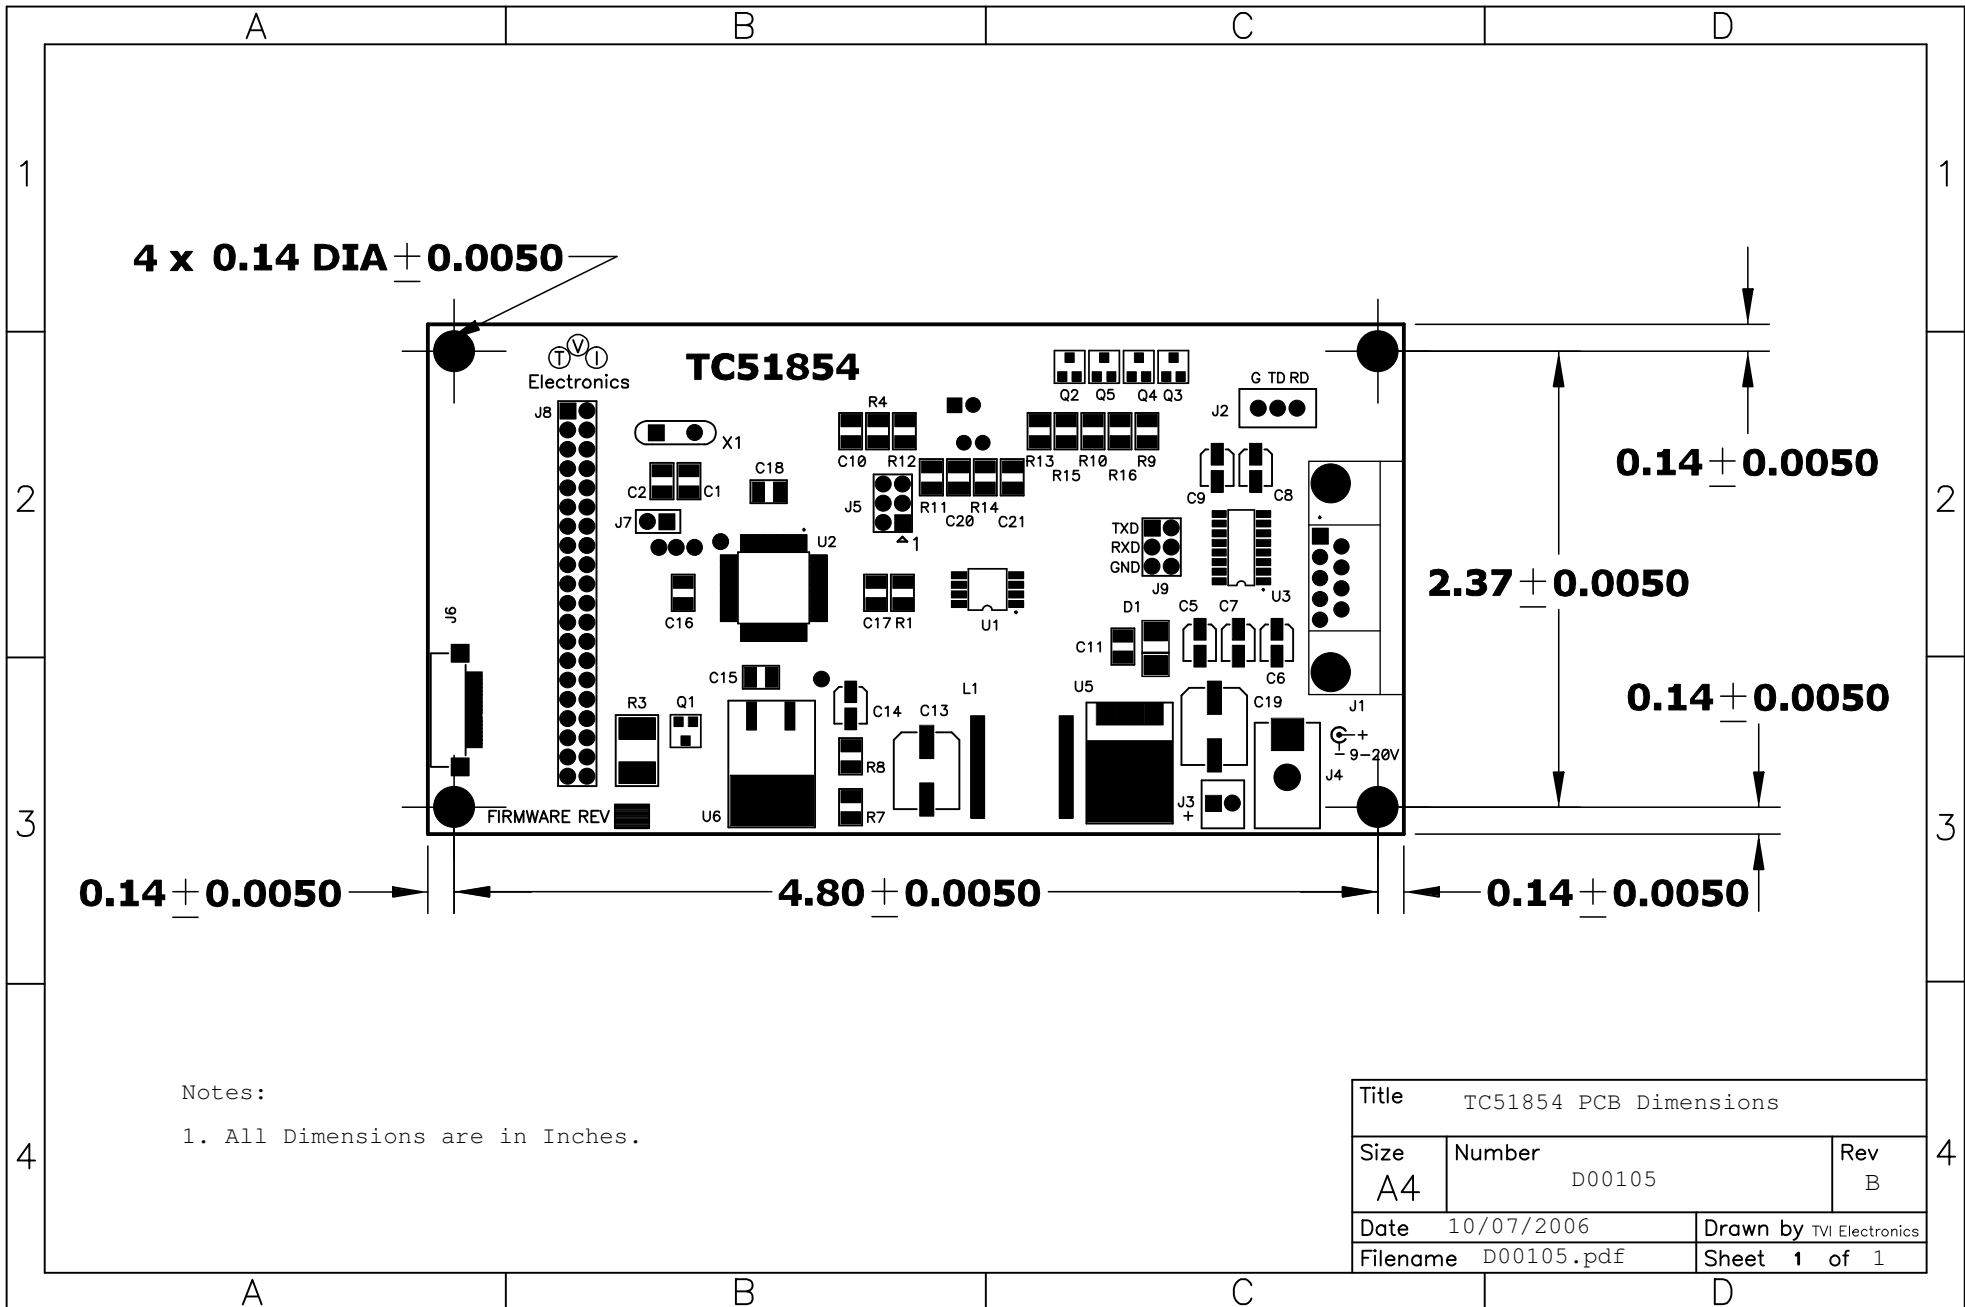 A B C D
1 1
4 x 0.14 DIA ± 0.0050
T V I
Electronics
TC51854
Q2 Q5 Q4 Q3
G TD RD
J2
J8
X1
R4
C10 R12
R13 R15 R10 R16 R9
0.14 ± 0.0050
C2 C1
C18
J5
1
R11 C20 R14 C21
C9 C8
2 2
J7
U2
TXD
RXD
GND
J9
U3
2.37 ± 0.0050
C16
C17 R1
U1
D1 C5 C7
J6
C11
C6
C15
R3 Q1
C14
C13
L1
U5
C19
J1
0.14 ± 0.0050
+
− 9-20V
J4
R8
J3
+
FIRMWARE REV
U6
R7
3 3
0.14 ± 0.0050
4.80 ± 0.0050
0.14 ± 0.0050
Notes:
1. All Dimensions are in Inches.
4 4
Title TC51854 PCB Dimensions
Size A4
Number D00105
Rev B
Date 10/07/2006
Drawn by TVI Electronics
Filename D00105.pdf
Sheet 1 of 1
A B C D